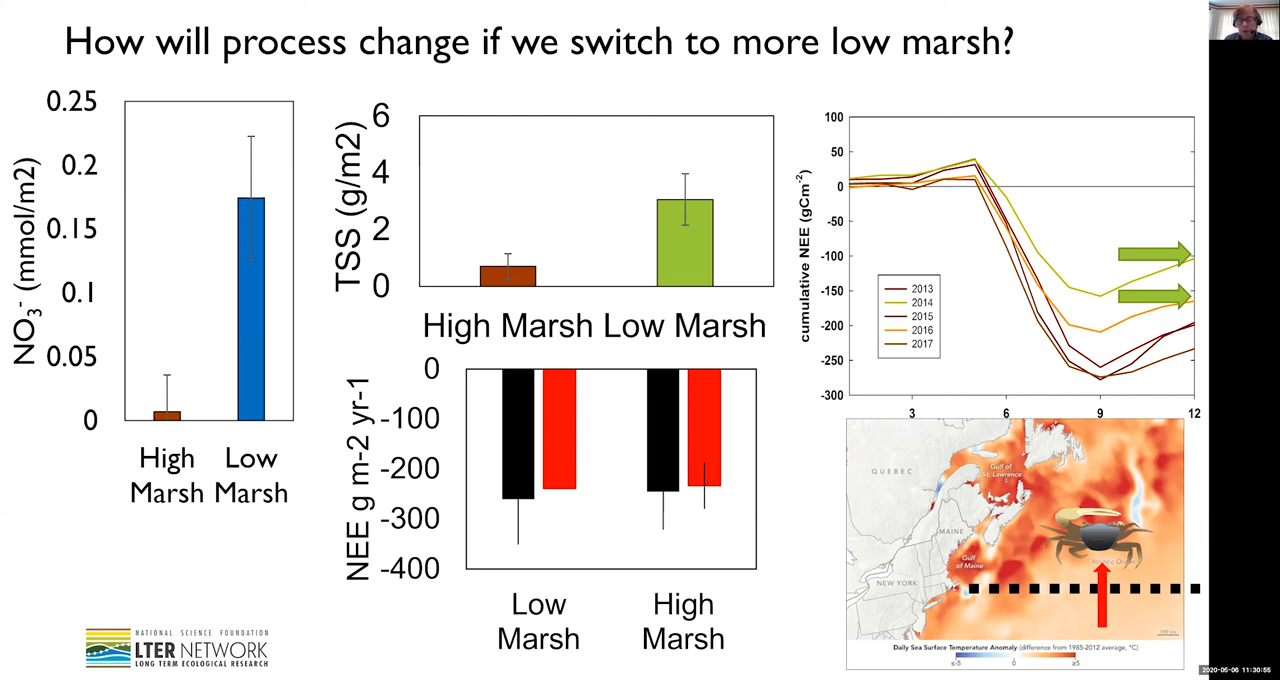 How will process change if we switch to more low marsh?
NO3- (mmol/m2)
0.25
0.2
0.15
0.1
0.05
0
High Marsh
Low Marsh
TSS (g/m2)
6
4
2
0
High Marsh Low Marsh
NEE g m-2 yr-1
0
-100
-200
-300
-400
Low Marsh
High Marsh
cumulative NEE (gCm-2)
100
50
0
-50
-100
-150
-200
-250
-300
2013
2014
2015
2016
2017
3 6 9 12
QUEBEC
Gulf of
St. Lawrence
MAINE
Gulf
of Maine
NEW YORK
Atlantic Ocean
Daily Sea Surface Temperature Anomaly (difference from 1985-2012 average, °C)
≤-5 0 ≥5
NATIONAL SCIENCE FOUNDATION
LTER NETWORK
LONG TERM ECOLOGICAL RESEARCH
2020-05-06 11:30:55